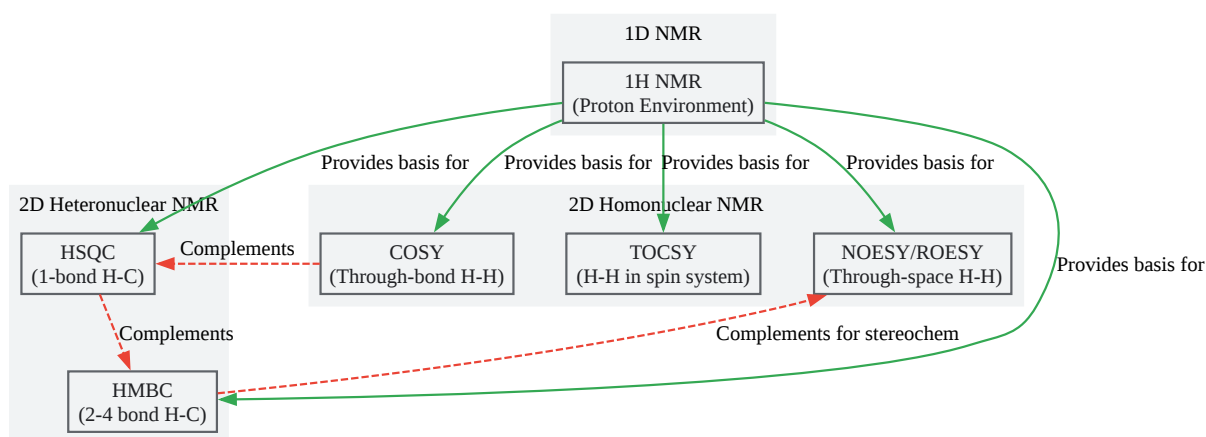 1D NMR
1H NMR
(Proton Environment)
Provides basis for
Provides basis for
Provides basis for
Provides basis for
2D Heteronuclear NMR
2D Homonuclear NMR
HSQC
(1-bond H-C)
Complements
COSY
(Through-bond H-H)
TOCSY
(H-H in spin system)
NOESY/ROESY
(Through-space H-H)
Provides basis for
Complements
Complements for stereochem
HMBC
(2-4 bond H-C)